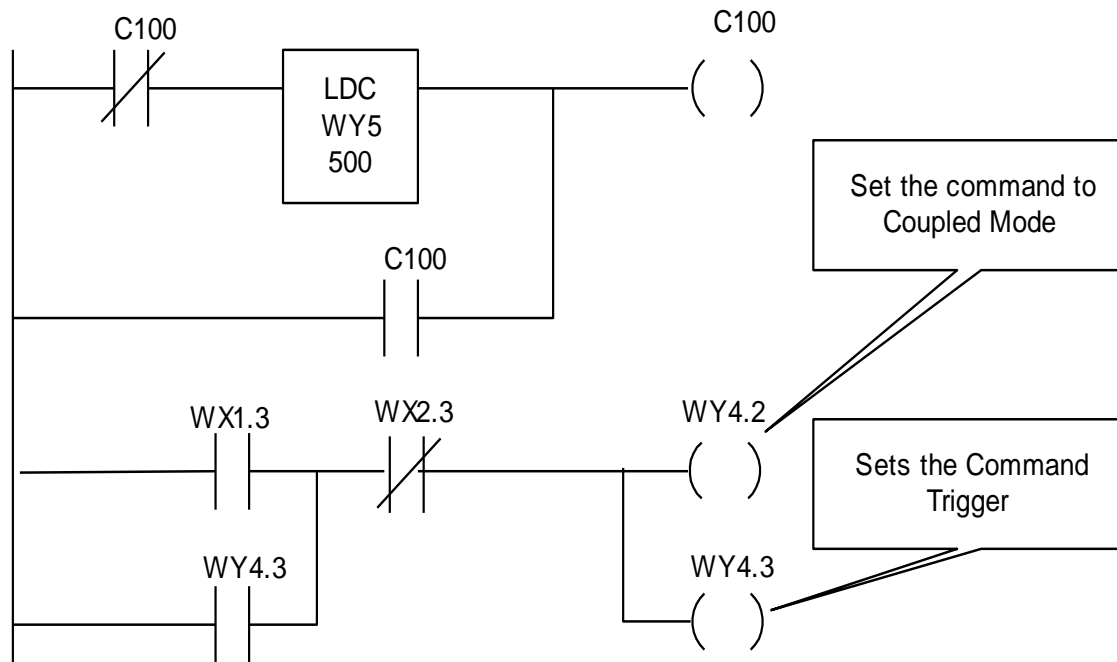 C100
C100
LDC
WY5
500
Set the command to
Coupled Mode
C100
WX1.3
WX2.3
WY4.2
Sets the Command
Trigger
WY4.3
WY4.3